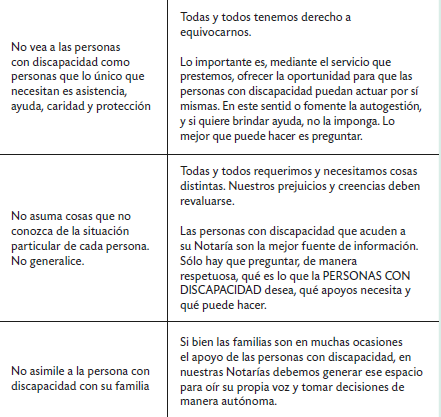 No vea a las personas
con discapacidad como
personas que lo único que
necesitan es asistencia,
ayuda, caridad y protección
Todas y todos tenemos derecho a
equivocarnos.
Lo importante es, mediante el servicio que
prestemos, ofrecer la oportunidad para que las
personas con discapacidad puedan actuar por sí
mismas. En este sentid o fomente la autogestión,
y si quiere brindar ayuda, no la imponga. Lo
mejor que puede hacer es preguntar.
No asuma cosas que no
conozca de la situación
particular de cada persona.
No generalice.
Todas y todos requerimos y necesitamos cosas
distintas. Nuestros prejuicios y creencias deben
revaluarse.
Las personas con discapacidad que acuden a
su Notaría son la mejor fuente de información.
Sólo hay que preguntar, de manera
respetuosa, qué es lo que la PERSONAS CON
DISCAPACIDAD desea, qué apoyos necesita y
qué puede hacer.
No asimile a la persona con
discapacidad con su familia
Si bien las familias son en muchas ocasiones
el apoyo de las personas con discapacidad, en
nuestras Notarías debemos generar ese espacio
para oír su propia voz y tomar decisiones de
manera autónoma.